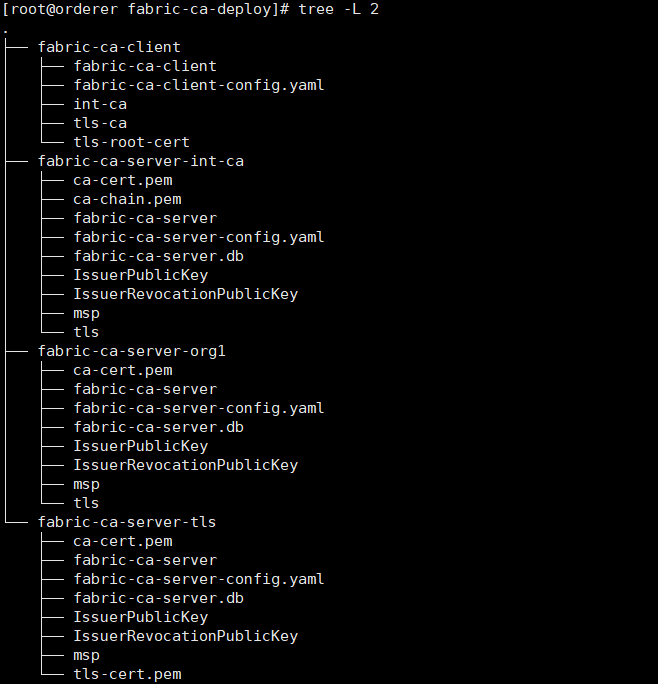 [root@orderer fabric-ca-deploy]# tree -L 2
.
├── fabric-ca-client
│   ├── fabric-ca-client
│   ├── fabric-ca-client-config.yaml
│   ├── int-ca
│   ├── tls-ca
│   └── tls-root-cert
├── fabric-ca-server-int-ca
│   ├── ca-cert.pem
│   ├── ca-chain.pem
│   ├── fabric-ca-server
│   ├── fabric-ca-server-config.yaml
│   ├── fabric-ca-server.db
│   ├── IssuerPublicKey
│   ├── IssuerRevocationPublicKey
│   ├── msp
│   └── tls
├── fabric-ca-server-org1
│   ├── ca-cert.pem
│   ├── fabric-ca-server
│   ├── fabric-ca-server-config.yaml
│   ├── fabric-ca-server.db
│   ├── IssuerPublicKey
│   ├── IssuerRevocationPublicKey
│   ├── msp
│   └── tls
└── fabric-ca-server-tls
    ├── ca-cert.pem
    ├── fabric-ca-server
    ├── fabric-ca-server-config.yaml
    ├── fabric-ca-server.db
    ├── IssuerPublicKey
    ├── IssuerRevocationPublicKey
    ├── msp
    └── tls-cert.pem